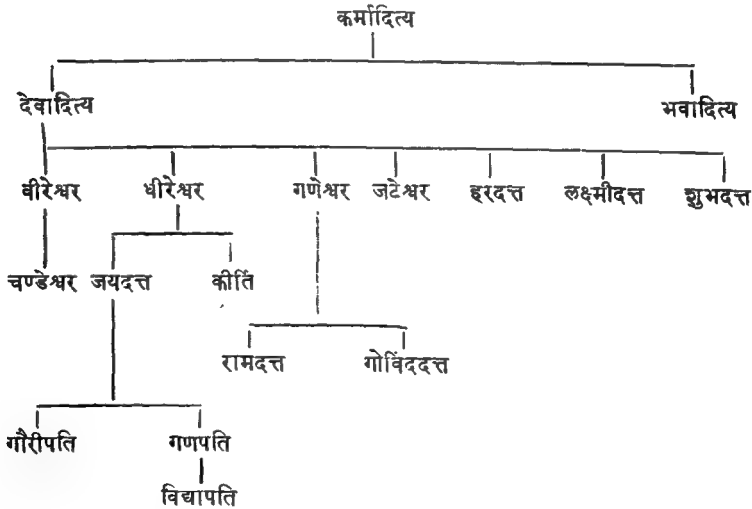 कर्मादित्य
देवादित्य भवादित्य
वीरेश्वर धीरेश्वर गणेश्वर जटेश्वर हरदत्त लक्ष्मीदत्त शुभदत्त
चण्डेश्वर जयदत्त कीर्ति
रामदत्त गोविंददत्त
गौरीपति गणपति
विद्यापति